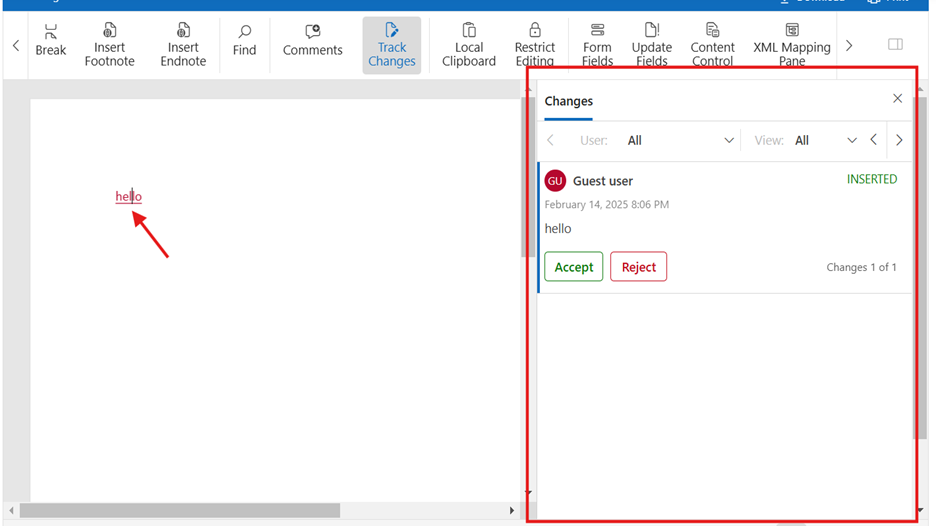 Break
Insert
Footnote
Insert
Endnote
Find
Comments
Track
Changes
Local
Clipboard
Restrict
Editing
Form
Fields
Update
Fields
Content
Control
XML Mapping
Pane
Changes
User: All
View: All
hello
GU Guest user
INSERTED
February 14, 2025 8:06 PM
hello
Accept
Reject
Changes 1 of 1